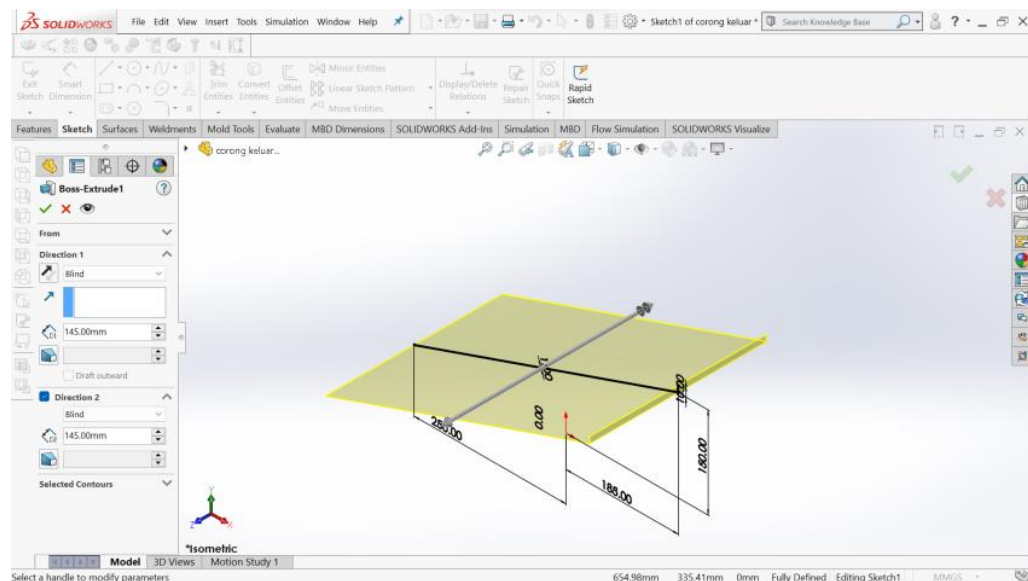 SOLIDWORKS File Edit View Insert Tools Simulation Window Help Sketch1 of corong keluar * Search Knowledge Base ?
Exit Sketch Smart Dimension Trim Entities Convert Entities Offset Entities Mirror Entities Linear Sketch Pattern Move Entities Display/Delete Relations Repair Sketch Quick Snaps Rapid Sketch
Features Sketch Surfaces Weldments Mold Tools Evaluate MBD Dimensions SOLIDWORKS Add-Ins Simulation MBD Flow Simulation SOLIDWORKS Visualize
corong keluar...
Boss-Extrude1 ?
From
Direction 1
Blind
145.00mm
Draft outward
Direction 2
Blind
145.00mm
Selected Contours
0.00
10.00
250.00
150.00
185.00
Y
Z X
*Isometric
Model 3D Views Motion Study 1
Select a handle to modify parameters 654.98mm 335.41mm 0mm Fully Defined Editing Sketch1 MMGS